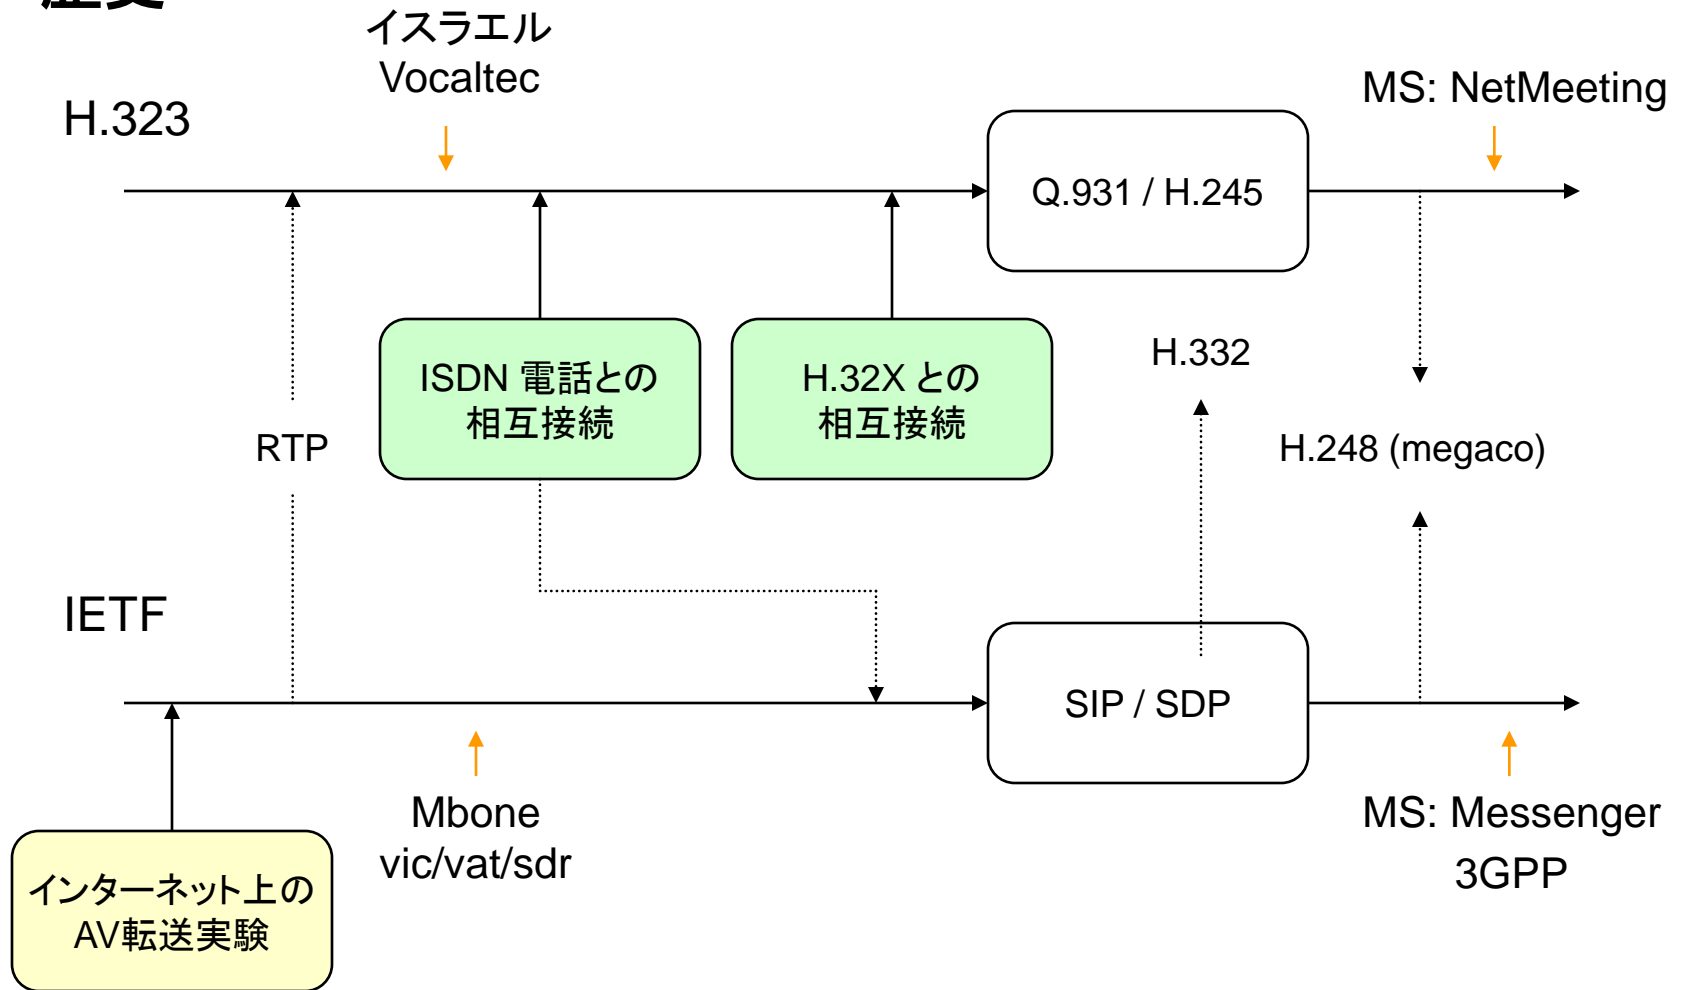 イスラエル
Vocaltec
MS: NetMeeting
H.323
Q.931 / H.245
ISDN 電話との
相互接続
H.32X との
相互接続
H.332
RTP
H.248 (megaco)
IETF
SIP / SDP
Mbone
vic/vat/sdr
MS: Messenger
3GPP
インターネット上の
AV転送実験